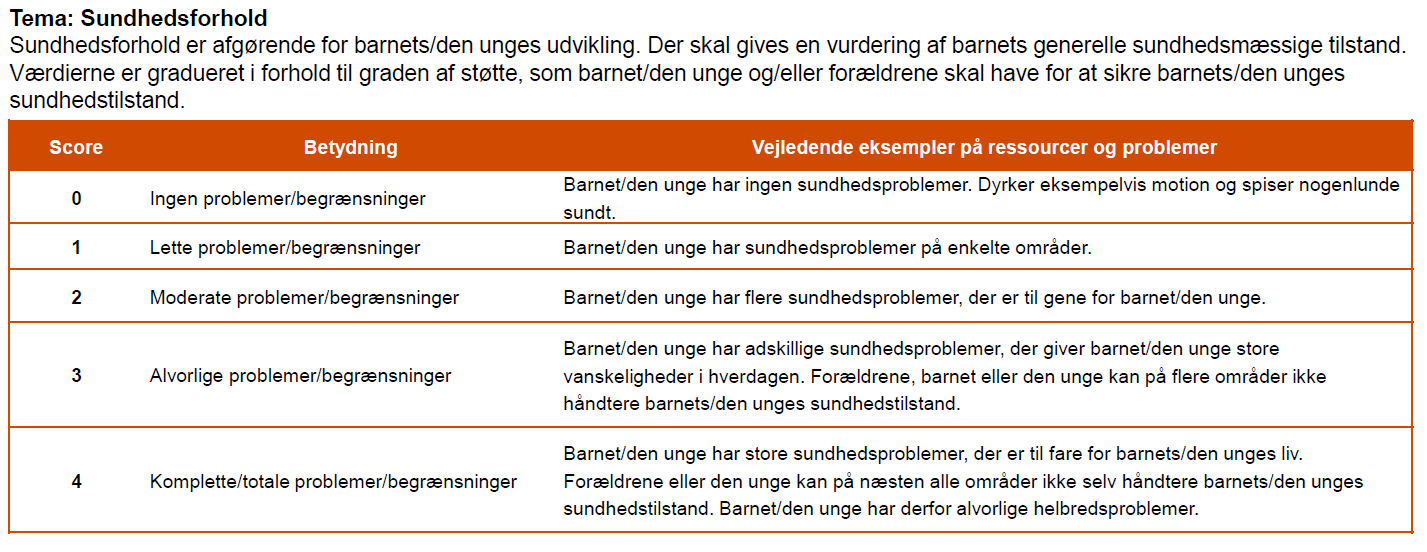 Tema: Sundhedsforhold
Sundhedsforhold er afgørende for barnets/den unges udvikling. Der skal gives en vurdering af barnets generelle sundhedsmæssige tilstand.
Værdierne er gradueret i forhold til graden af støtte, som barnet/den unge og/eller forældrene skal have for at sikre barnets/den unges
sundhedstilstand.
Score Betydning Vejledende eksempler på ressourcer og problemer
0 Ingen problemer/begrænsninger Barnet/den unge har ingen sundhedsproblemer. Dyrker eksempelvis motion og spiser nogenlunde
sundt.
1 Lette problemer/begrænsninger Barnet/den unge har sundhedsproblemer på enkelte områder.
2 Moderate problemer/begrænsninger Barnet/den unge har flere sundhedsproblemer, der er til gene for barnet/den unge.
3 Alvorlige problemer/begrænsninger Barnet/den unge har adskillige sundhedsproblemer, der giver barnet/den unge store
vanskeligheder i hverdagen. Forældrene, barnet eller den unge kan på flere områder ikke
håndtere barnets/den unges sundhedstilstand.
4 Komplette/totale problemer/begrænsninger Barnet/den unge har store sundhedsproblemer, der er til fare for barnets/den unges liv.
Forældrene eller den unge kan på næsten alle områder ikke selv håndtere barnets/den unges
sundhedstilstand. Barnet/den unge har derfor alvorlige helbredsproblemer.